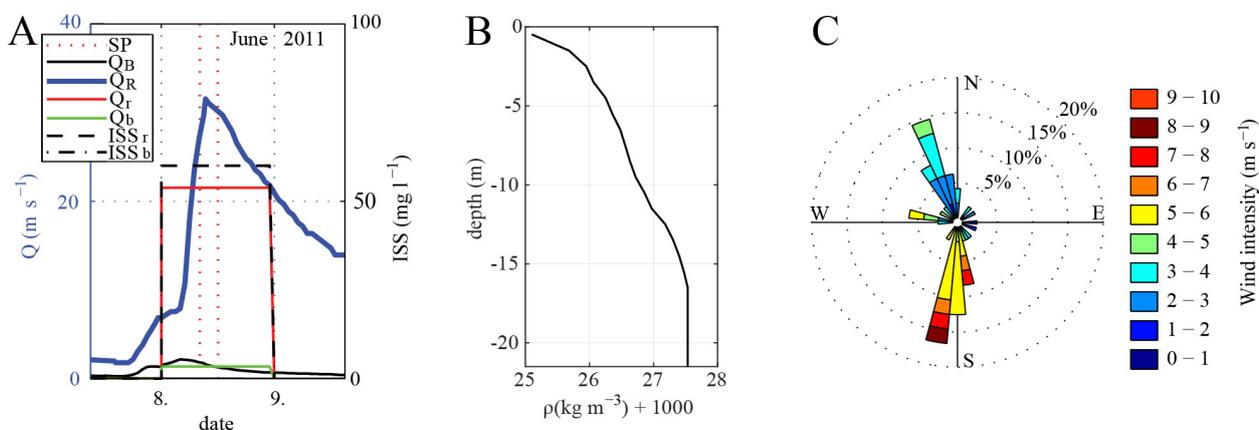 A
40
20
0
Q (m s⁻¹)
June 2011
SP
Q_B
Q_R
Q_r
Q_b
ISS r
ISS b
100
50
0
ISS (mg l⁻¹)
8. 9.
date
B
0
-5
-10
-15
-20
depth (m)
25 26 27 28
ρ(kg m⁻³) + 1000
C
N
20%
15%
10%
5%
W E
S
9 – 10
8 – 9
7 – 8
6 – 7
5 – 6
4 – 5
3 – 4
2 – 3
1 – 2
0 – 1
Wind intensity (m s⁻¹)